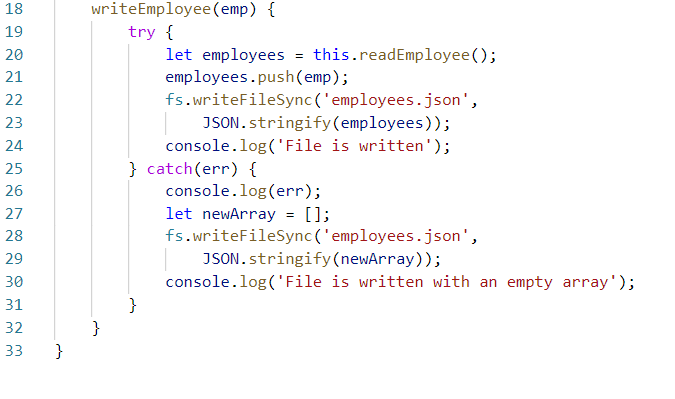 18 writeEmployee(emp) {
19 try {
20 let employees = this.readEmployee();
21 employees.push(emp);
22 fs.writeFileSync('employees.json',
23 JSON.stringify(employees));
24 console.log('File is written');
25 } catch(err) {
26 console.log(err);
27 let newArray = [];
28 fs.writeFileSync('employees.json',
29 JSON.stringify(newArray));
30 console.log('File is written with an empty array');
31 }
32 }
33 }